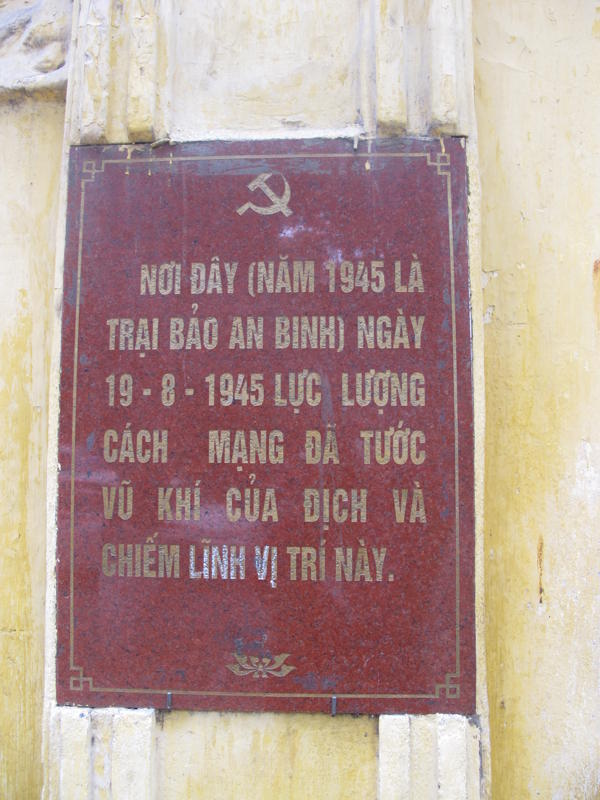 NƠI ĐÂY (NĂM 1945 LÀ
TRẠI BẢO AN BINH) NGÀY
19 - 8 - 1945 LỰC LƯỢNG
CÁCH MẠNG ĐÃ TƯỚC
VŨ KHÍ CỦA ĐỊCH VÀ
CHIẾM LĨNH VỊ TRÍ NÀY.